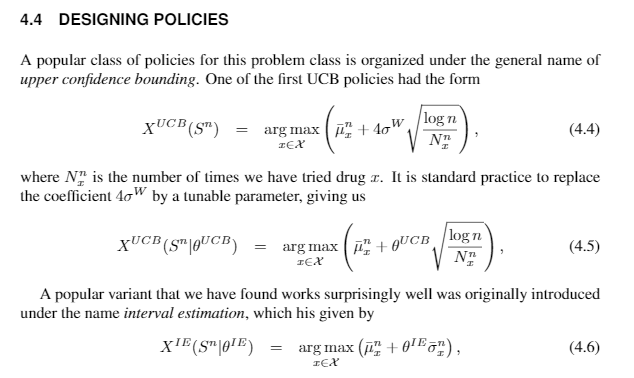 4.4 DESIGNING POLICIES
A popular class of policies for this problem class is organized under the general name of
upper confidence bounding. One of the first UCB policies had the form
X^{UCB}(S^n) = arg max_{x∈𝒳} ( μ̄^n_x + 4σ^W √(log n / N^n_x) ), (4.4)
where N^n_x is the number of times we have tried drug x. It is standard practice to replace
the coefficient 4σ^W by a tunable parameter, giving us
X^{UCB}(S^n|θ^{UCB}) = arg max_{x∈𝒳} ( μ̄^n_x + θ^{UCB} √(log n / N^n_x) ), (4.5)
A popular variant that we have found works surprisingly well was originally introduced
under the name interval estimation, which his given by
X^{IE}(S^n|θ^{IE}) = arg max_{x∈𝒳} (μ̄^n_x + θ^{IE} σ̄^n_x), (4.6)